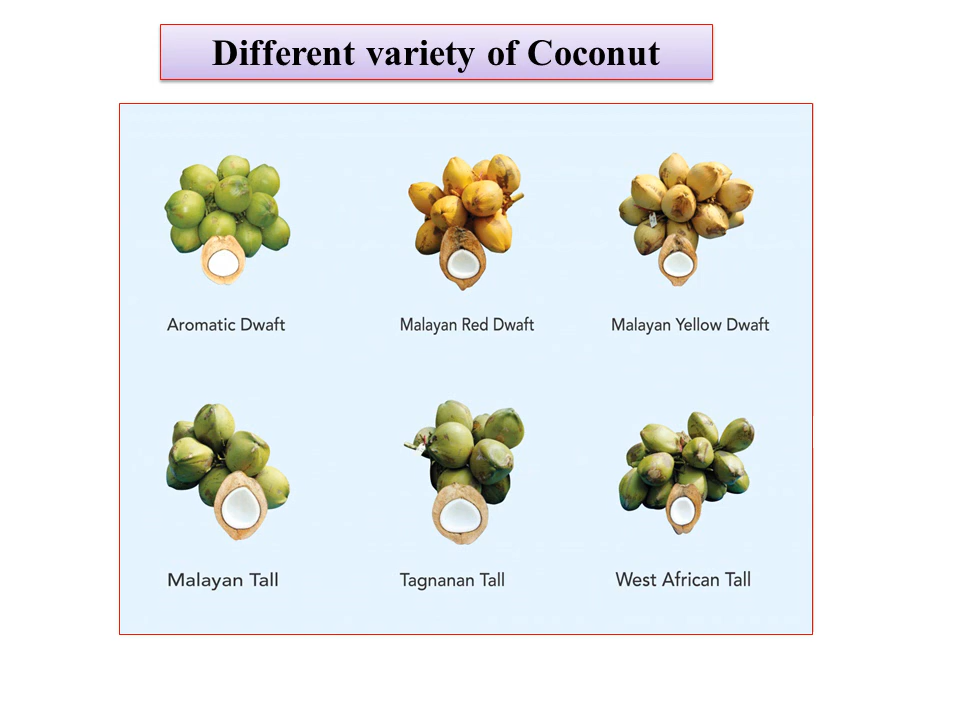 Different variety of Coconut
Aromatic Dwaft
Malayan Red Dwaft
Malayan Yellow Dwaft
Malayan Tall
Tagnanan Tall
West African Tall